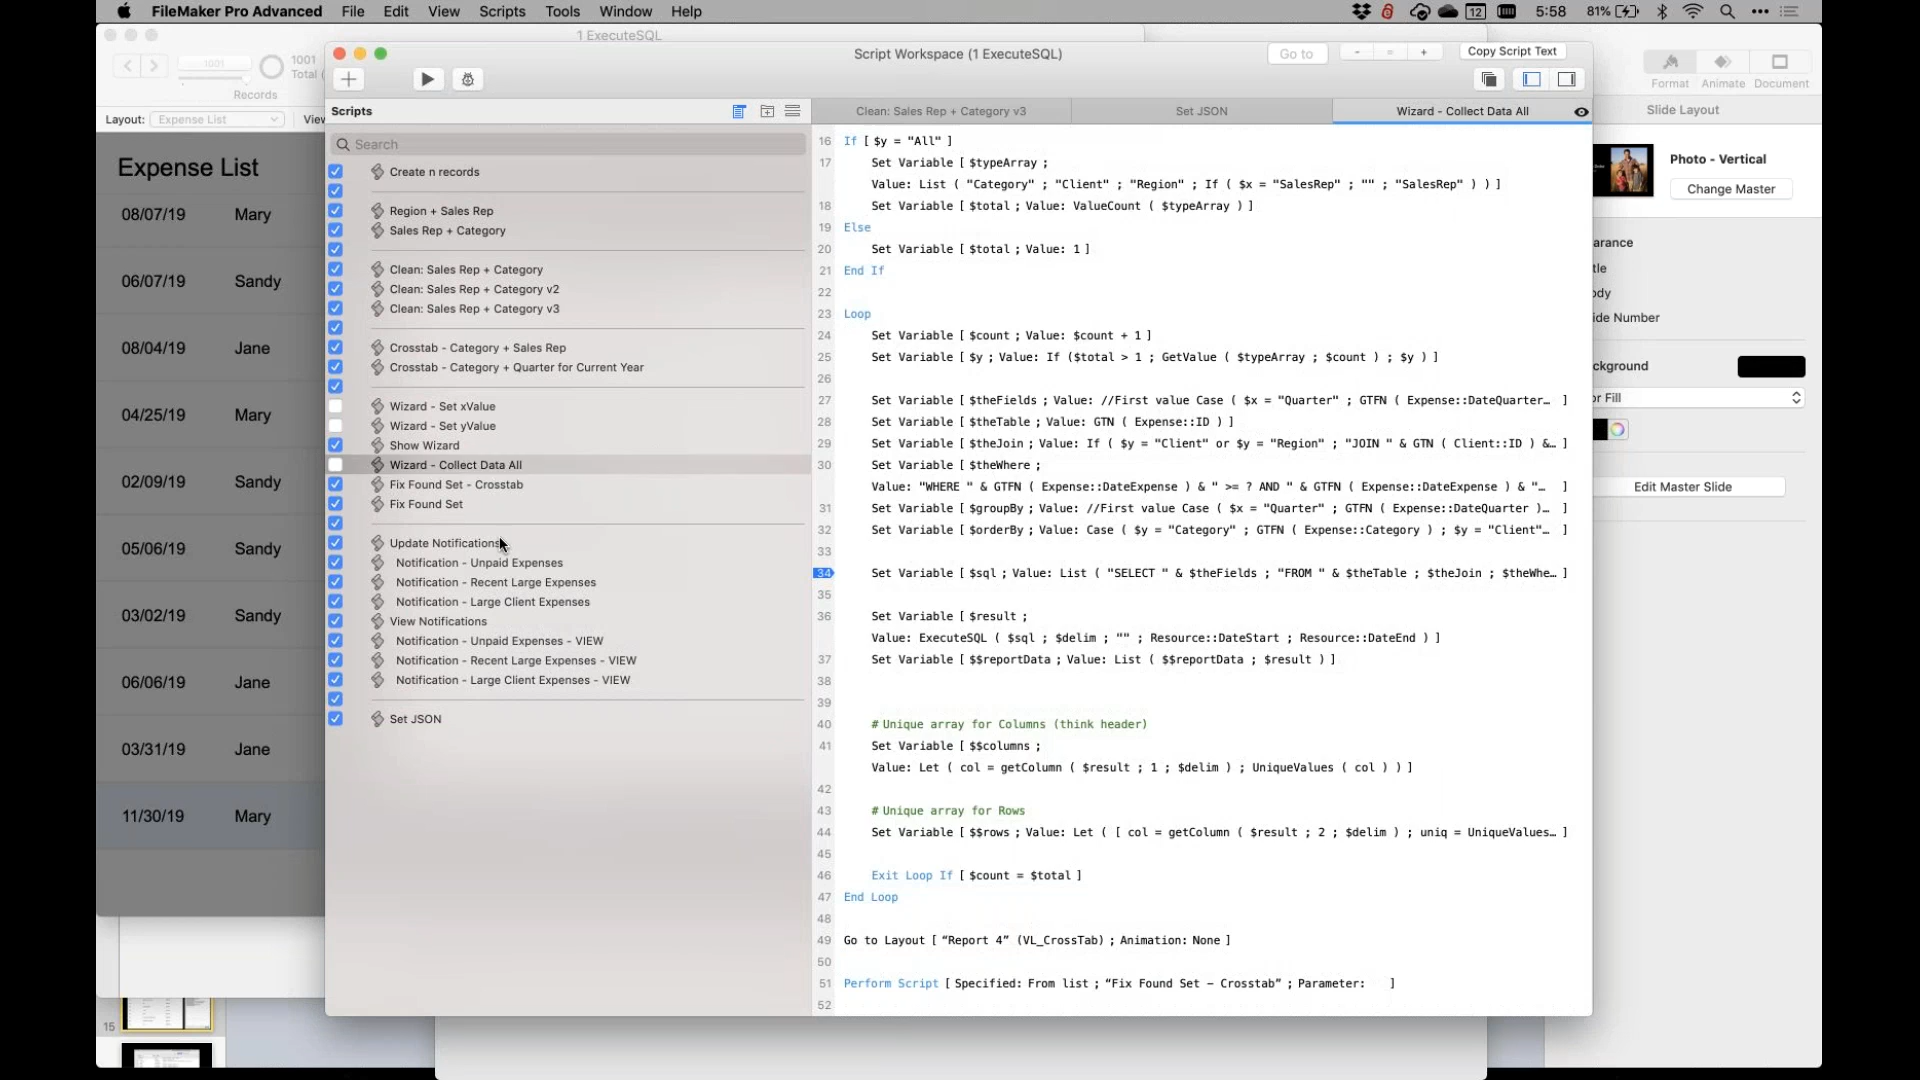 FileMaker Pro Advanced File Edit View Scripts Tools Window Help
12 5:58 81%
1 ExecuteSQL
Script Workspace (1 ExecuteSQL)
Go to - = +
Copy Script Text
1001
1001
Total (
Records
Format Animate Document
Layout: Expense List
Scripts
Clean: Sales Rep + Category v3
Set JSON
Wizard - Collect Data All
Slide Layout
Search
Expense List
08/07/19 Mary
06/07/19 Sandy
08/04/19 Jane
04/25/19 Mary
02/09/19 Sandy
05/06/19 Sandy
03/02/19 Sandy
06/06/19 Jane
03/31/19 Jane
11/30/19 Mary
15
Create n records
Region + Sales Rep
Sales Rep + Category
Clean: Sales Rep + Category
Clean: Sales Rep + Category v2
Clean: Sales Rep + Category v3
Crosstab - Category + Sales Rep
Crosstab - Category + Quarter for Current Year
Wizard - Set xValue
Wizard - Set yValue
Show Wizard
Wizard - Collect Data All
Fix Found Set - Crosstab
Fix Found Set
Update Notifications
Notification - Unpaid Expenses
Notification - Recent Large Expenses
Notification - Large Client Expenses
View Notifications
Notification - Unpaid Expenses - VIEW
Notification - Recent Large Expenses - VIEW
Notification - Large Client Expenses - VIEW
Set JSON
16 If [ $y = "All" ]
17 Set Variable [ $typeArray ;
Value: List ( "Category" ; "Client" ; "Region" ; If ( $x = "SalesRep" ; "" ; "SalesRep" ) ) ]
18 Set Variable [ $total ; Value: ValueCount ( $typeArray ) ]
19 Else
20 Set Variable [ $total ; Value: 1 ]
21 End If
22
23 Loop
24 Set Variable [ $count ; Value: $count + 1 ]
25 Set Variable [ $y ; Value: If ($total > 1 ; GetValue ( $typeArray ; $count ) ; $y ) ]
26
27 Set Variable [ $theFields ; Value: //First value Case ( $x = "Quarter" ; GTFN ( Expense::DateQuarter… ]
28 Set Variable [ $theTable ; Value: GTN ( Expense::ID ) ]
29 Set Variable [ $theJoin ; Value: If ( $y = "Client" or $y = "Region" ; "JOIN " & GTN ( Client::ID ) &… ]
30 Set Variable [ $theWhere ;
Value: "WHERE " & GTFN ( Expense::DateExpense ) & " >= ? AND " & GTFN ( Expense::DateExpense ) & "… ]
31 Set Variable [ $groupBy ; Value: //First value Case ( $x = "Quarter" ; GTFN ( Expense::DateQuarter )… ]
32 Set Variable [ $orderBy ; Value: Case ( $y = "Category" ; GTFN ( Expense::Category ) ; $y = "Client"… ]
33
34 Set Variable [ $sql ; Value: List ( "SELECT " & $theFields ; "FROM " & $theTable ; $theJoin ; $theWhe… ]
35
36 Set Variable [ $result ;
Value: ExecuteSQL ( $sql ; $delim ; "" ; Resource::DateStart ; Resource::DateEnd ) ]
37 Set Variable [ $$reportData ; Value: List ( $$reportData ; $result ) ]
38
39
40 # Unique array for Columns (think header)
41 Set Variable [ $$columns ;
Value: Let ( col = getColumn ( $result ; 1 ; $delim ) ; UniqueValues ( col ) ) ]
42
43 # Unique array for Rows
44 Set Variable [ $$rows ; Value: Let ( [ col = getColumn ( $result ; 2 ; $delim ) ; uniq = UniqueValues… ]
45
46 Exit Loop If [ $count = $total ]
47 End Loop
48
49 Go to Layout [ “Report 4” (VL_CrossTab) ; Animation: None ]
50
51 Perform Script [ Specified: From list ; “Fix Found Set – Crosstab” ; Parameter: ]
52
Photo - Vertical
Change Master
arance
tle
ody
ide Number
ckground
or Fill
Edit Master Slide